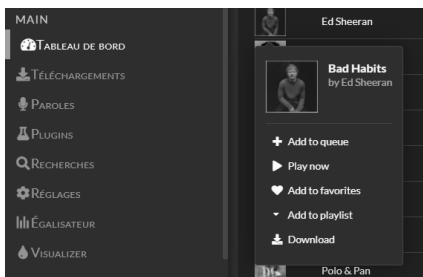 MAIN
TABLEAU DE BORD
TÉLÉCHARGEMENTS
PAROLES
PLUGINS
RECHERCHES
RÉGLAGES
ÉGALISATEUR
VISUALIZER
Ed Sheeran
Bad Habits
by Ed Sheeran
Add to queue
Play now
Add to favorites
Add to playlist
Download
Polo & Pan